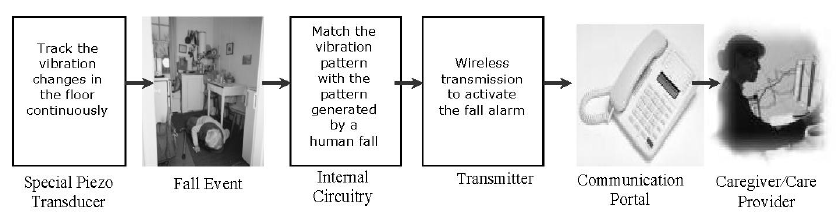 Track the
vibration
changes in
the floor
continuously
Special Piezo
Transducer
Fall Event
Match the
vibration
pattern
with the
pattern
generated
by a
human fall
Internal
Circuitry
Wireless
transmission
to activate
the fall alarm
Transmitter
Communication
Portal
Caregiver/Care
Provider